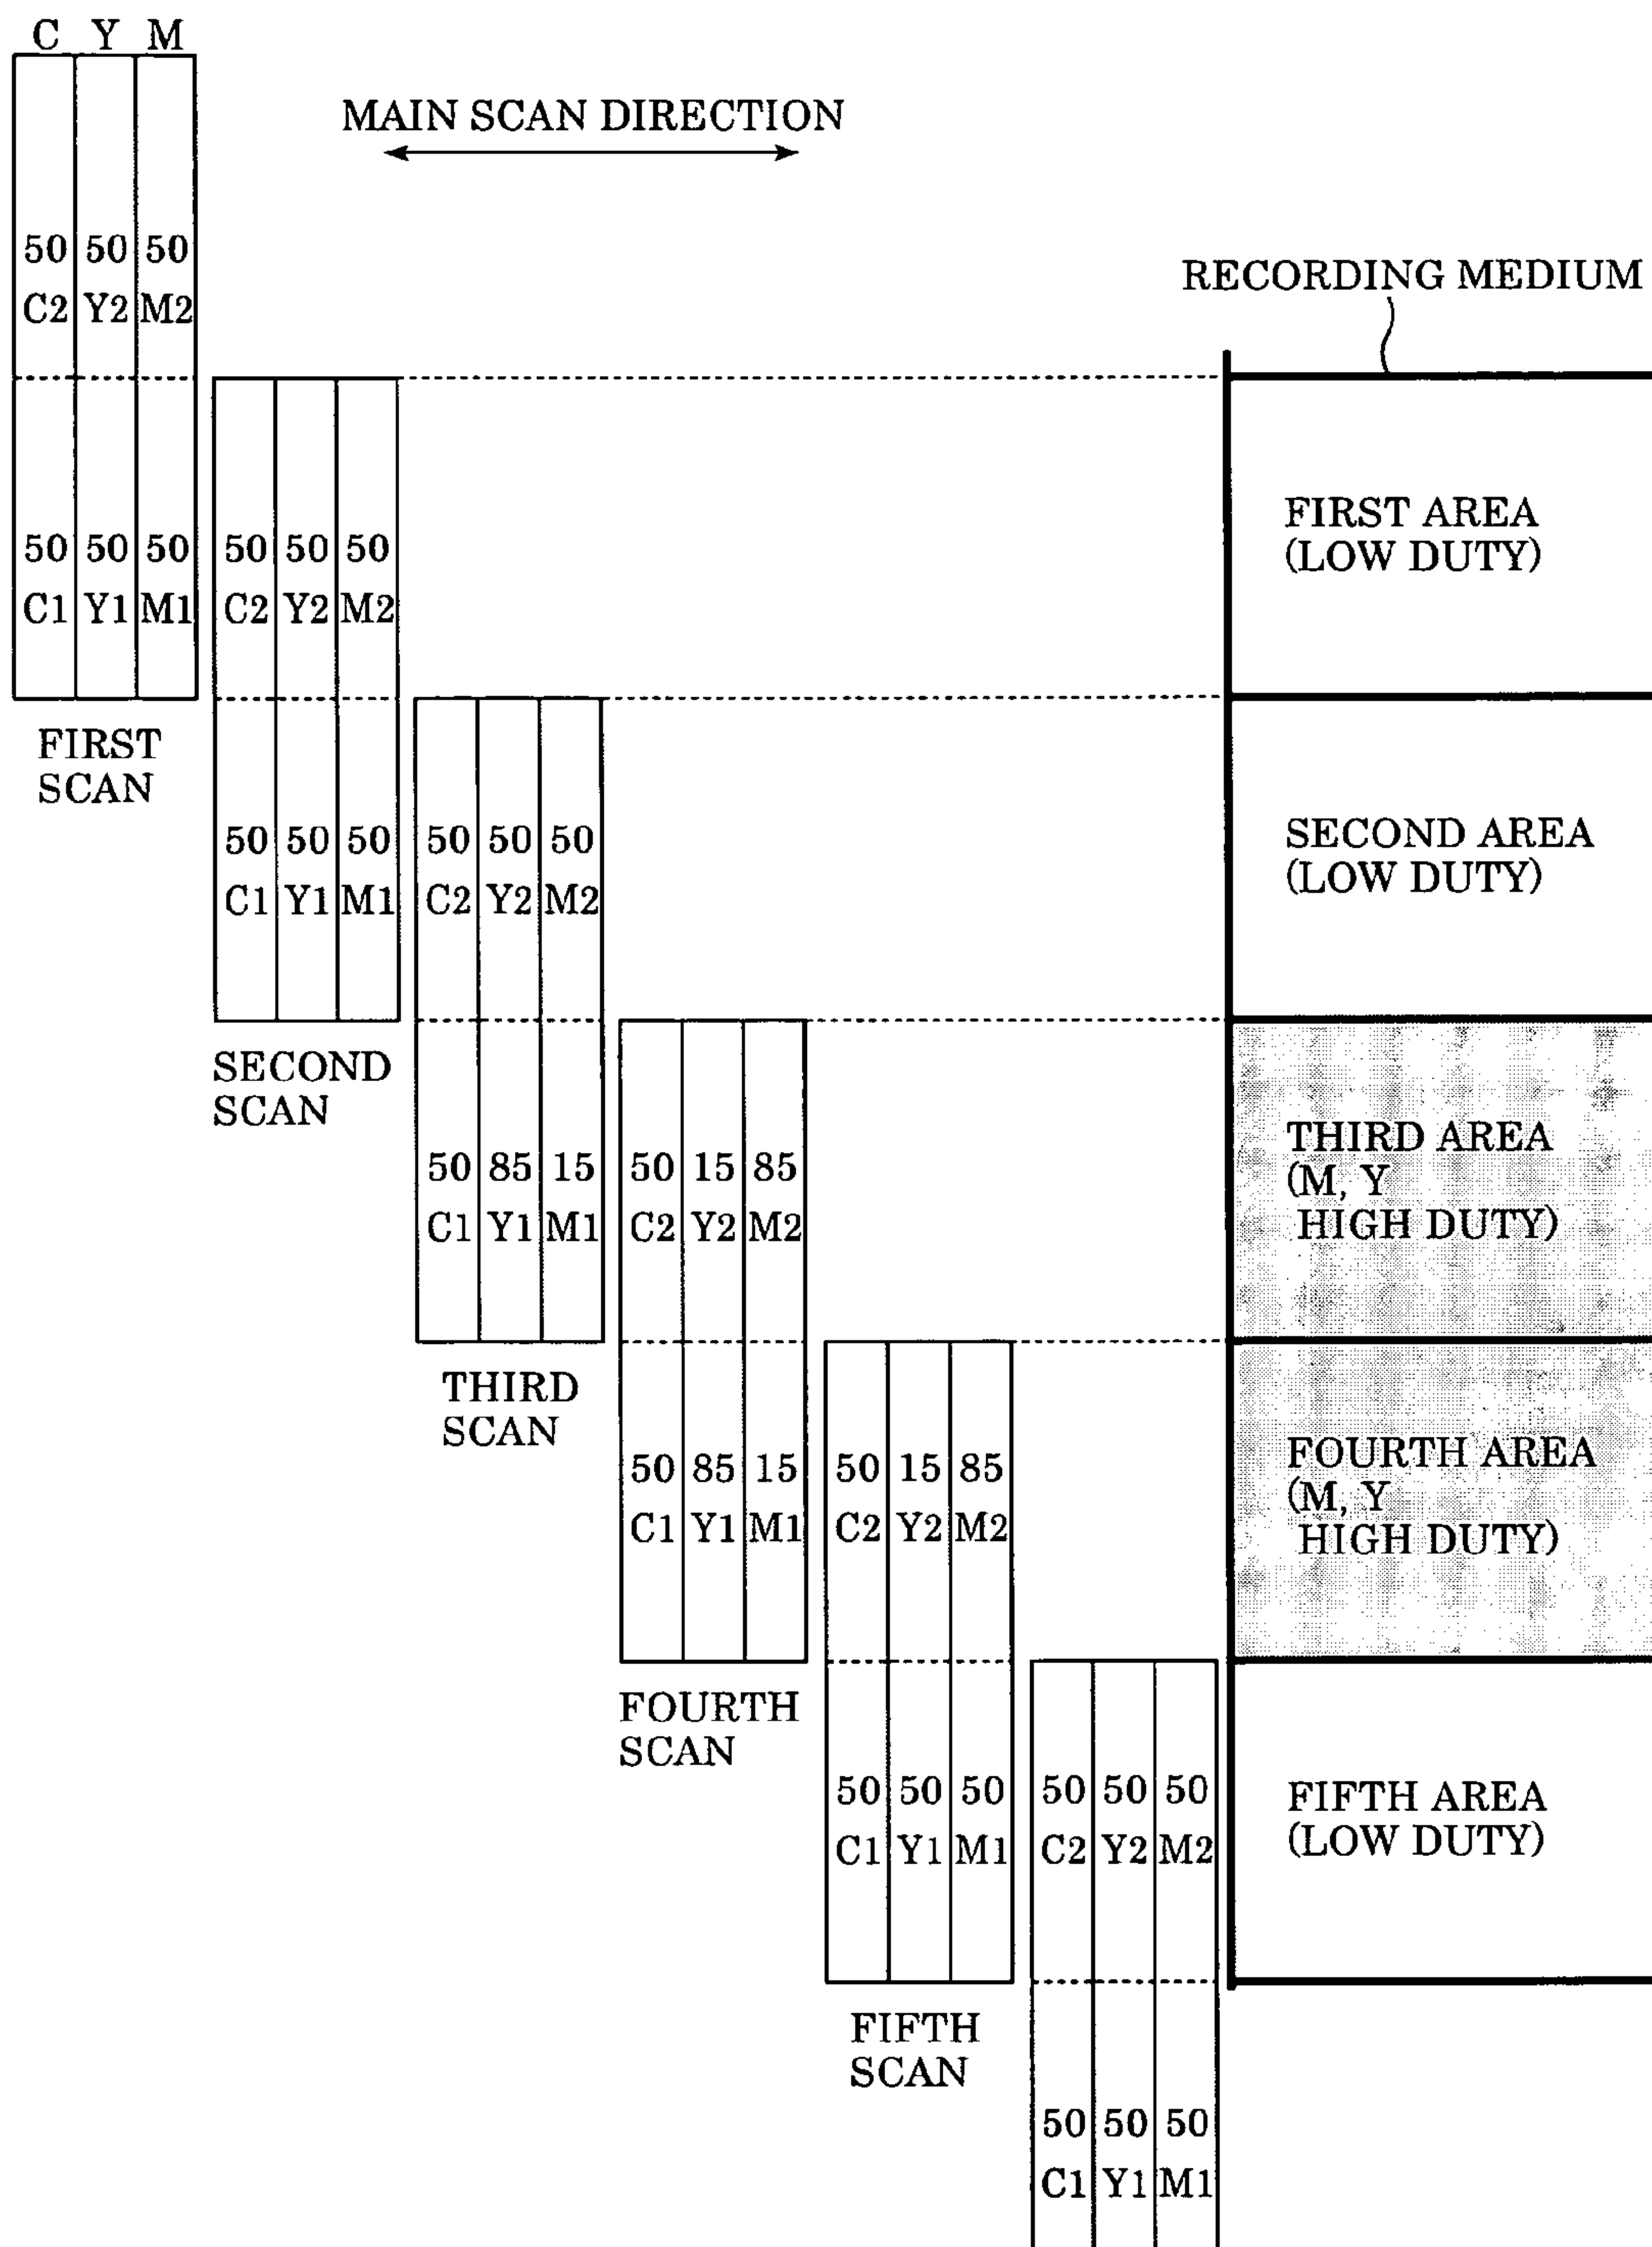 C Y M
MAIN SCAN DIRECTION
50 50 50
C2 Y2 M2
RECORDING MEDIUM
50 50 50
C1 Y1 M1
FIRST
SCAN
50 50 50
C2 Y2 M2
50 50 50
C1 Y1 M1
SECOND
SCAN
50 50 50
C2 Y2 M2
50 85 15
C1 Y1 M1
THIRD
SCAN
50 15 85
C2 Y2 M2
50 85 15
C1 Y1 M1
FOURTH
SCAN
50 15 85
C2 Y2 M2
50 50 50
C1 Y1 M1
FIFTH
SCAN
50 50 50
C2 Y2 M2
50 50 50
C1 Y1 M1
FIRST AREA
(LOW DUTY)
SECOND AREA
(LOW DUTY)
THIRD AREA
(M, Y
HIGH DUTY)
FOURTH AREA
(M, Y
HIGH DUTY)
FIFTH AREA
(LOW DUTY)